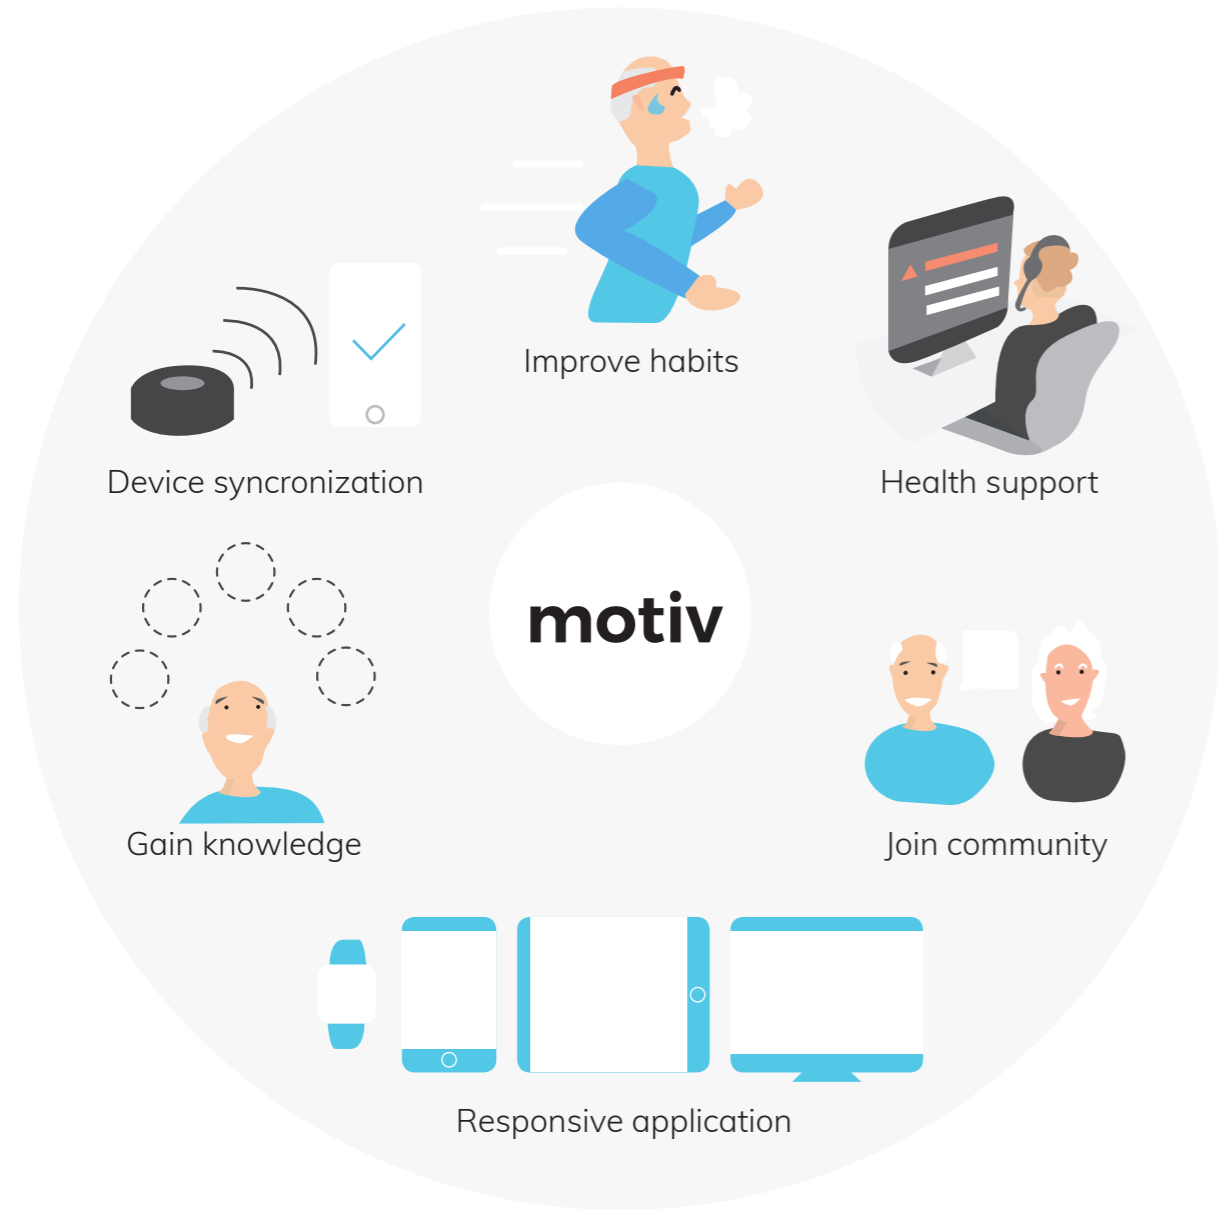 Improve habits
Device syncronization
Health support
motiv
Gain knowledge
Join community
Responsive application